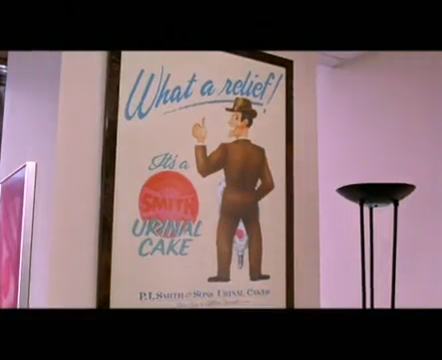 What a relief!
It's a
SMITH
URINAL
CAKE
P.T. SMITH & SONS URINAL CAKES